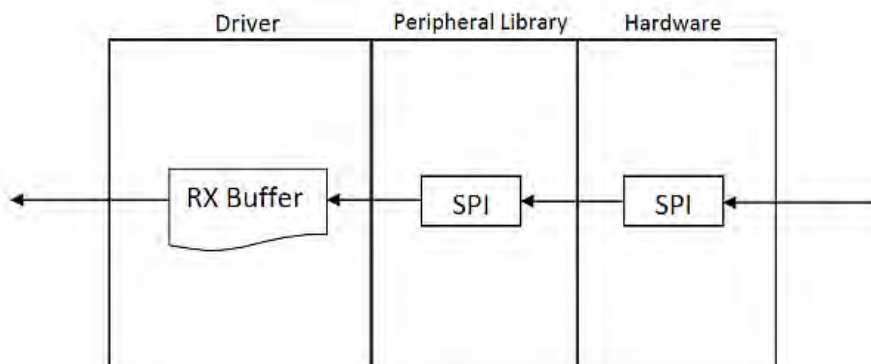 Driver
Peripheral Library
Hardware
RX Buffer
SPI
SPI